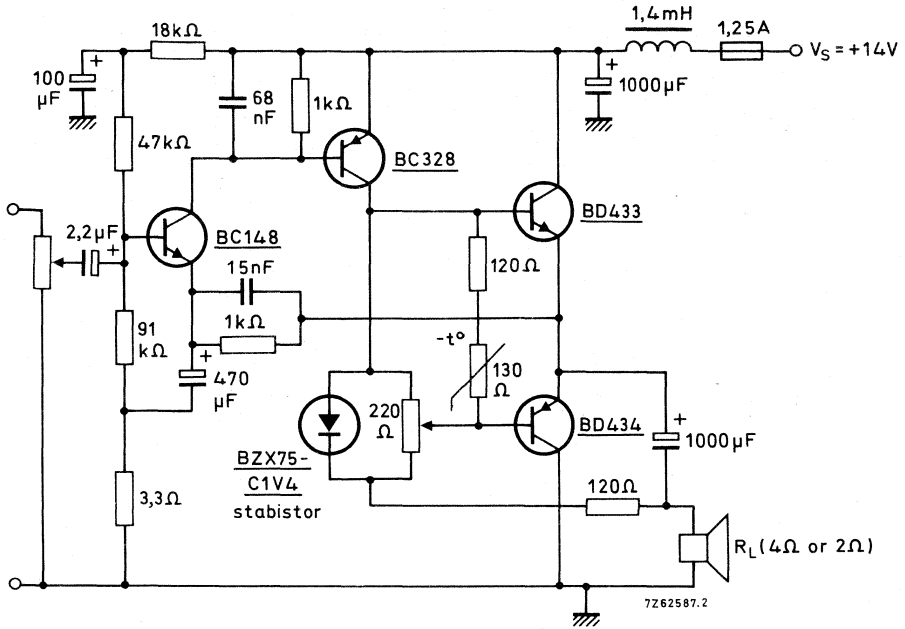 1,4mH
1,25A
18kΩ
V_S = +14V
+
100
µF
68
nF
1kΩ
+
1000µF
47kΩ
BC328
BD433
2,2µF
+
BC148
15nF
120Ω
1kΩ
-t°
91
kΩ
+
130
Ω
470
µF
220
Ω
BD434
+
1000µF
BZX75-
C1V4
stabistor
3,3Ω
120Ω
R_L (4Ω or 2Ω)
7Z62587.2